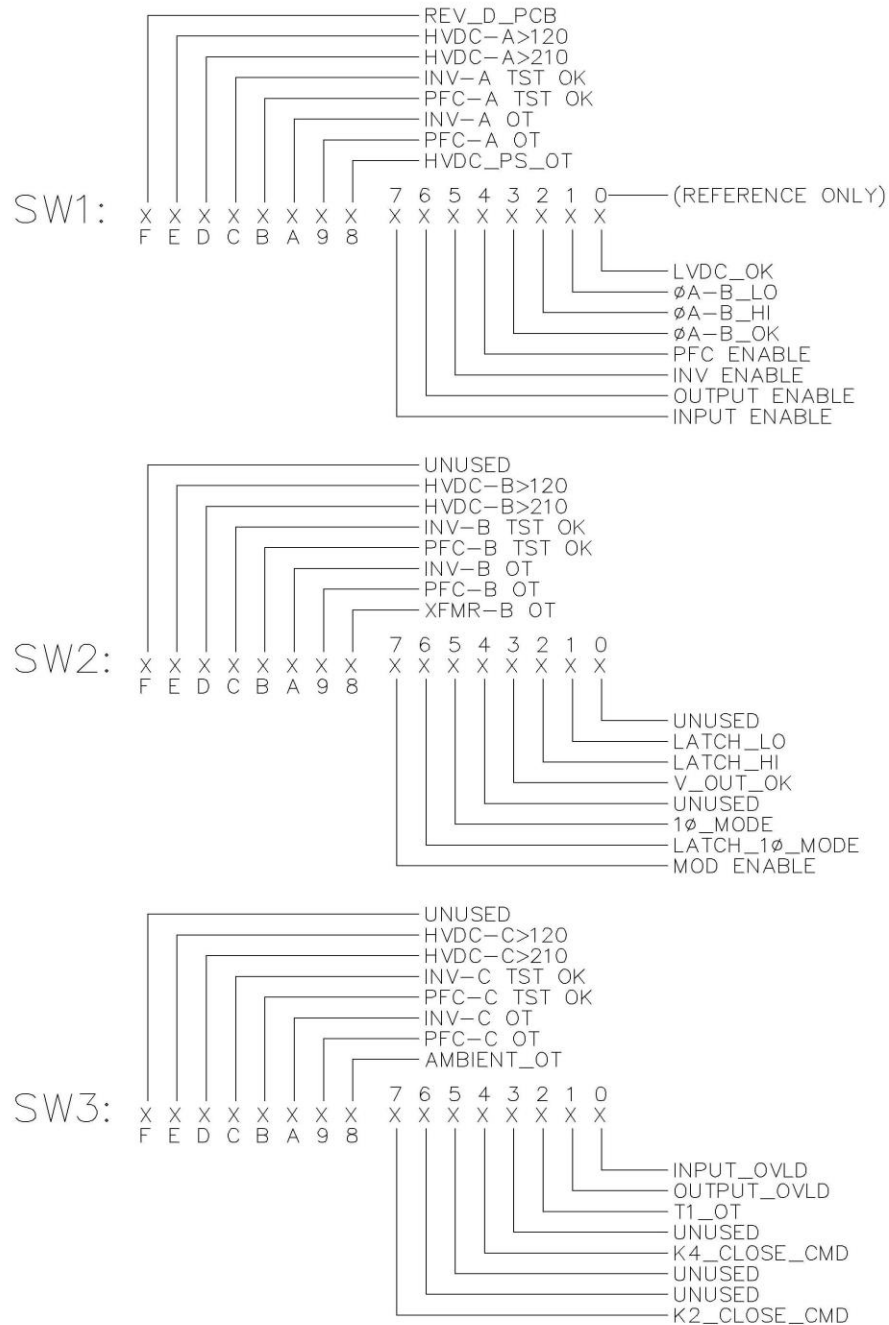 REV_D_PCB
HVDC-A>120
HVDC-A>210
INV-A TST OK
PFC-A TST OK
INV-A OT
PFC-A OT
HVDC_PS_OT
7 6 5 4 3 2 1 0 (REFERENCE ONLY)
SW1: X X X X X X X X X X X X X X X X
F E D C B A 9 8
LVDC_OK
ØA-B_LO
ØA-B_HI
ØA-B_OK
PFC ENABLE
INV ENABLE
OUTPUT ENABLE
INPUT ENABLE
UNUSED
HVDC-B>120
HVDC-B>210
INV-B TST OK
PFC-B TST OK
INV-B OT
PFC-B OT
XFMR-B OT
7 6 5 4 3 2 1 0
SW2: X X X X X X X X X X X X X X X X
F E D C B A 9 8
UNUSED
LATCH_LO
LATCH_HI
V_OUT_OK
UNUSED
1Ø_MODE
LATCH_1Ø_MODE
MOD ENABLE
UNUSED
HVDC-C>120
HVDC-C>210
INV-C TST OK
PFC-C TST OK
INV-C OT
PFC-C OT
AMBIENT_OT
7 6 5 4 3 2 1 0
SW3: X X X X X X X X X X X X X X X X
F E D C B A 9 8
INPUT_OVLD
OUTPUT_OVLD
T1_OT
UNUSED
K4_CLOSE_CMD
UNUSED
UNUSED
K2_CLOSE_CMD